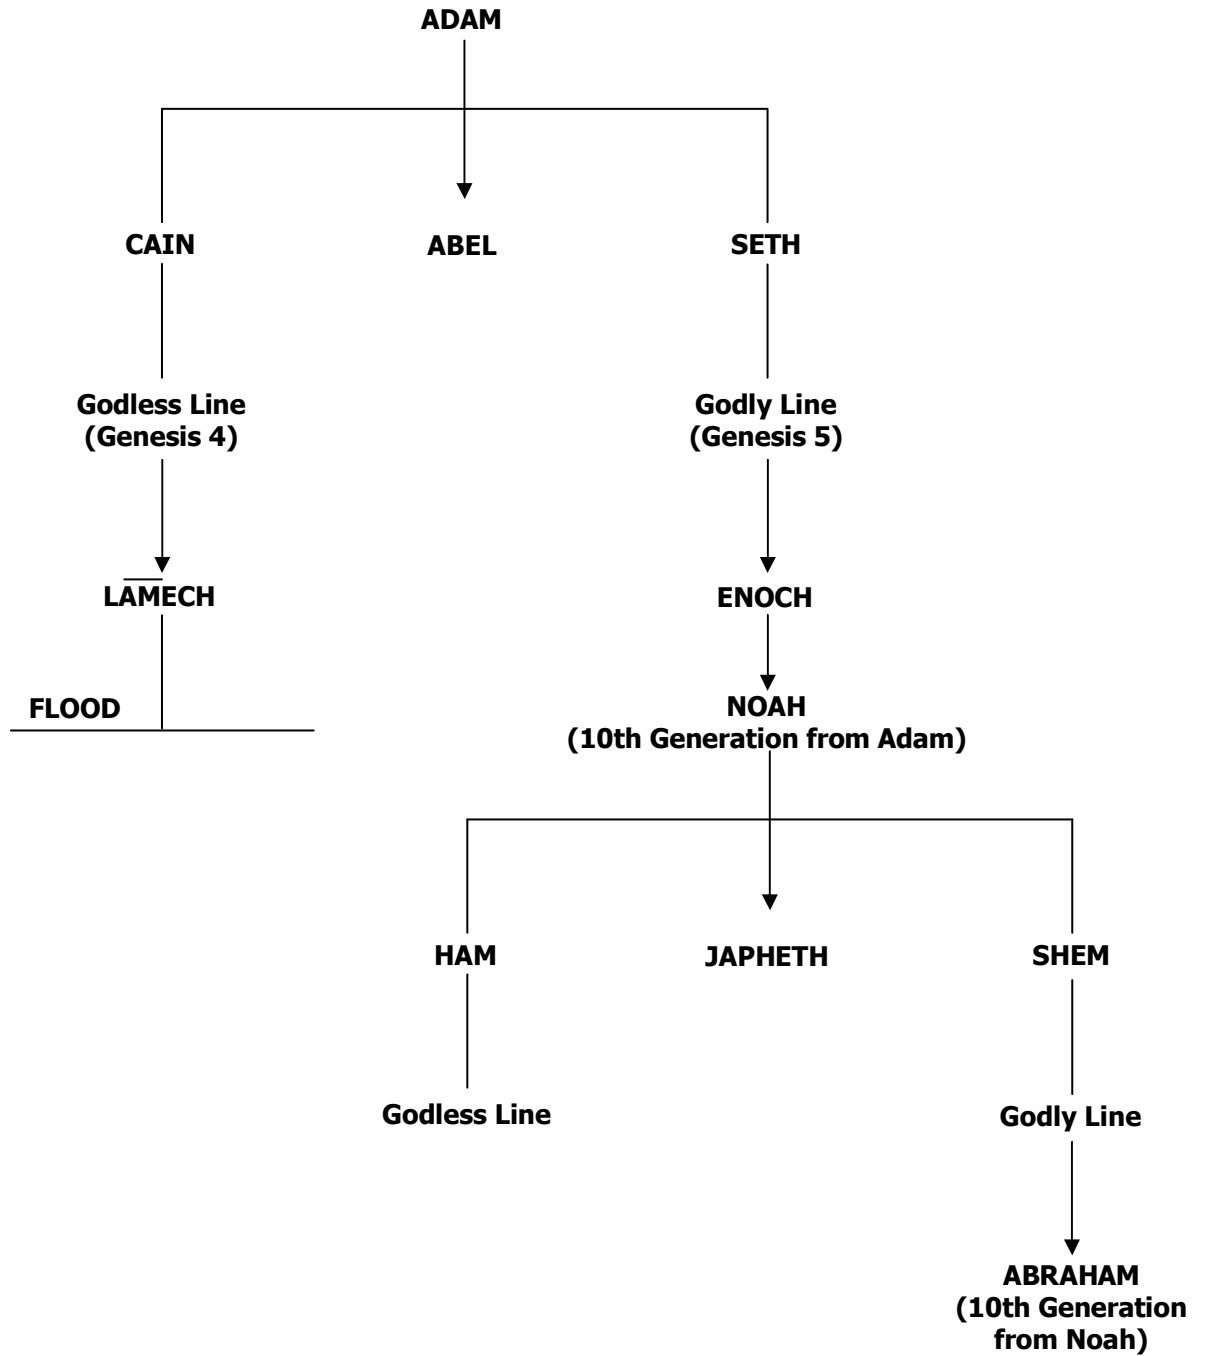 ADAM
CAIN
ABEL
SETH
Godless Line
(Genesis 4)
Godly Line
(Genesis 5)
LAMECH
ENOCH
FLOOD
NOAH
(10th Generation from Adam)
HAM
JAPHETH
SHEM
Godless Line
Godly Line
ABRAHAM
(10th Generation
from Noah)